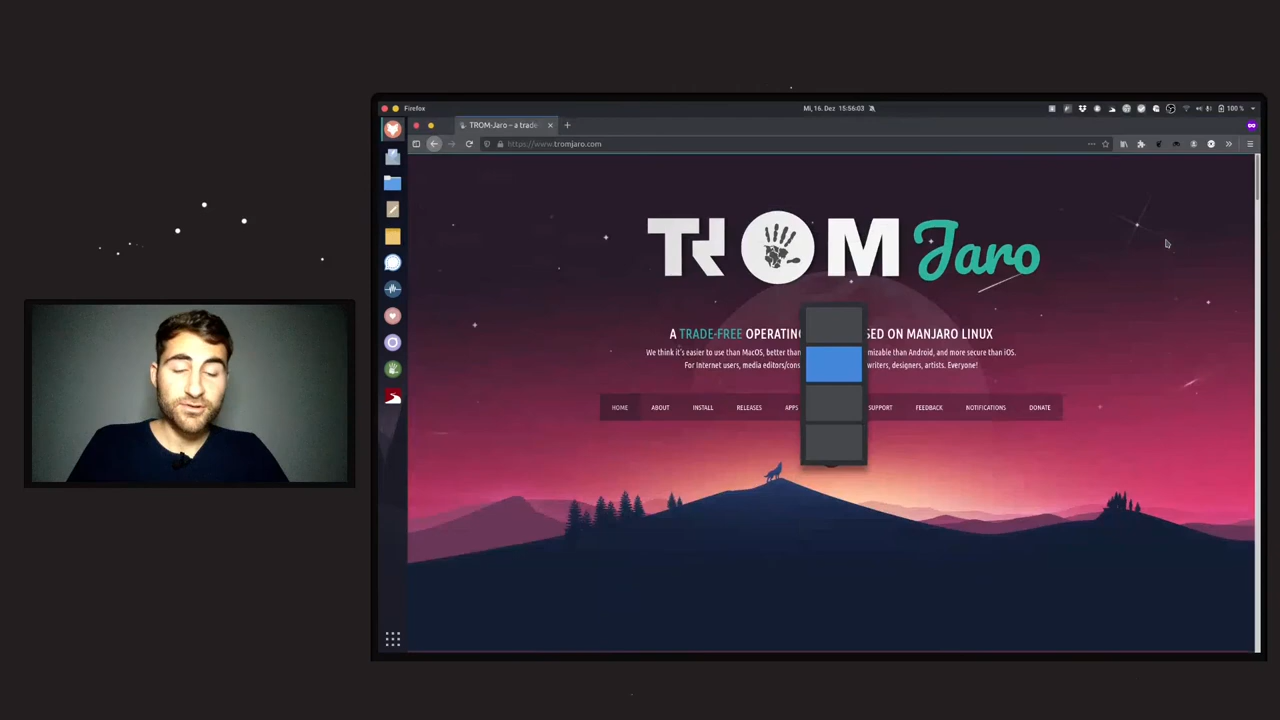 Firefox
Mi, 16. Dez 15:56:03
100 %
TROM-Jaro – a trade
https://www.tromjaro.com
TROM Jaro
A TRADE-FREE OPERATING SED ON MANJARO LINUX
We think it's easier to use than MacOS, better than mizable than Android, and more secure than iOS.
For Internet users, media editors/cons writers, designers, artists. Everyone!
HOME ABOUT INSTALL RELEASES APPS SUPPORT FEEDBACK NOTIFICATIONS DONATE